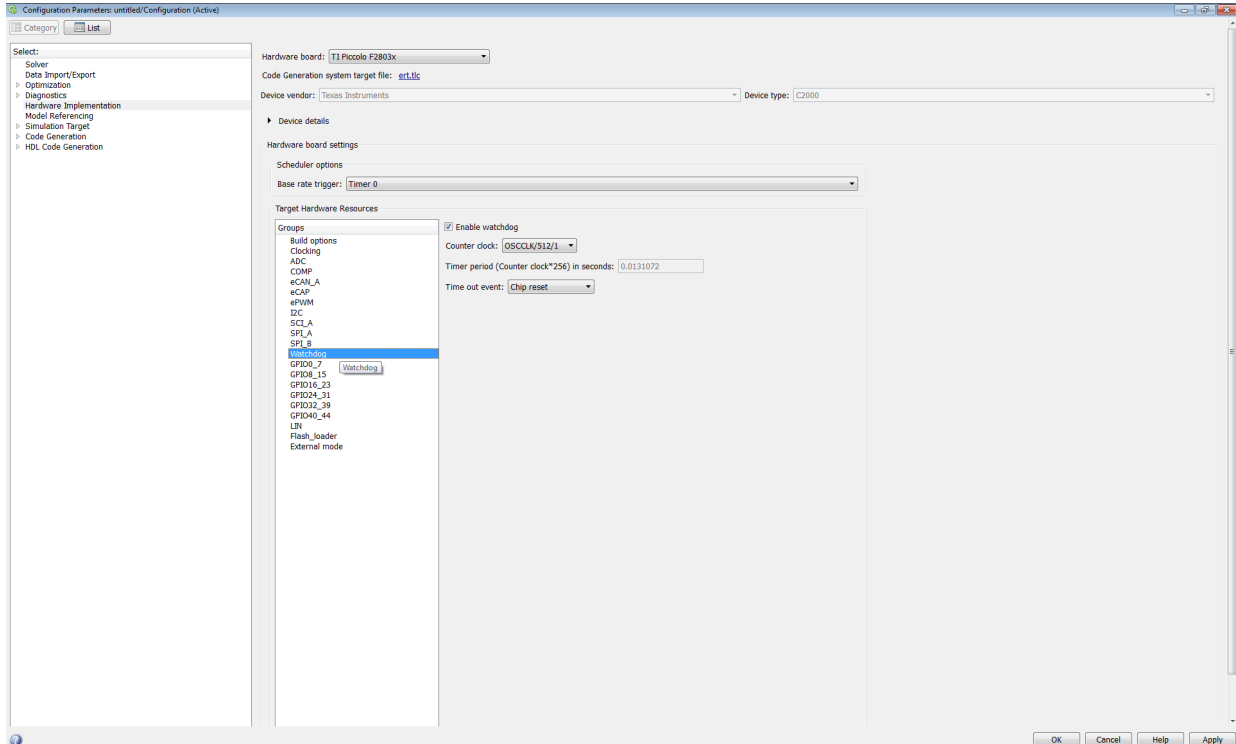 Configuration Parameters: untitled/Configuration (Active)
Category
List
Select:
Solver
Data Import/Export
Optimization
Diagnostics
Hardware Implementation
Model Referencing
Simulation Target
Code Generation
HDL Code Generation
Hardware board: TI Piccolo F2803x
Code Generation system target file: ert.tlc
Device vendor: Texas Instruments Device type: C2000
Device details
Hardware board settings
Scheduler options
Base rate trigger: Timer 0
Target Hardware Resources
Groups
Build options
Clocking
ADC
COMP
eCAN_A
eCAP
ePWM
I2C
SCI_A
SPI_A
SPI_B
Watchdog
GPIO0_7
Watchdog
GPIO8_15
GPIO16_23
GPIO24_31
GPIO32_39
GPIO40_44
LIN
Flash_loader
External mode
Enable watchdog
Counter clock: OSCCLK/512/1
Timer period (Counter clock*256) in seconds: 0.0131072
Time out event: Chip reset
OK Cancel Help Apply